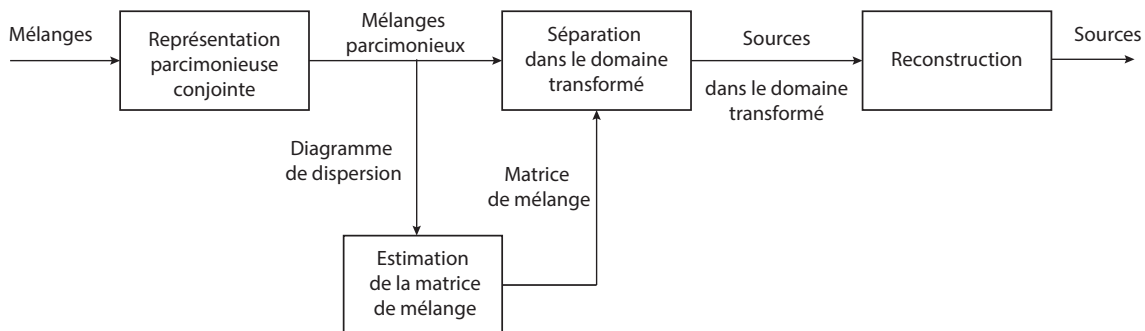 Mélanges
Représentation
parcimonieuse
conjointe
Mélanges
parcimonieux
Séparation
dans le domaine
transformé
Sources
dans le domaine
transformé
Reconstruction
Sources
Diagramme
de dispersion
Matrice
de mélange
Estimation
de la matrice
de mélange